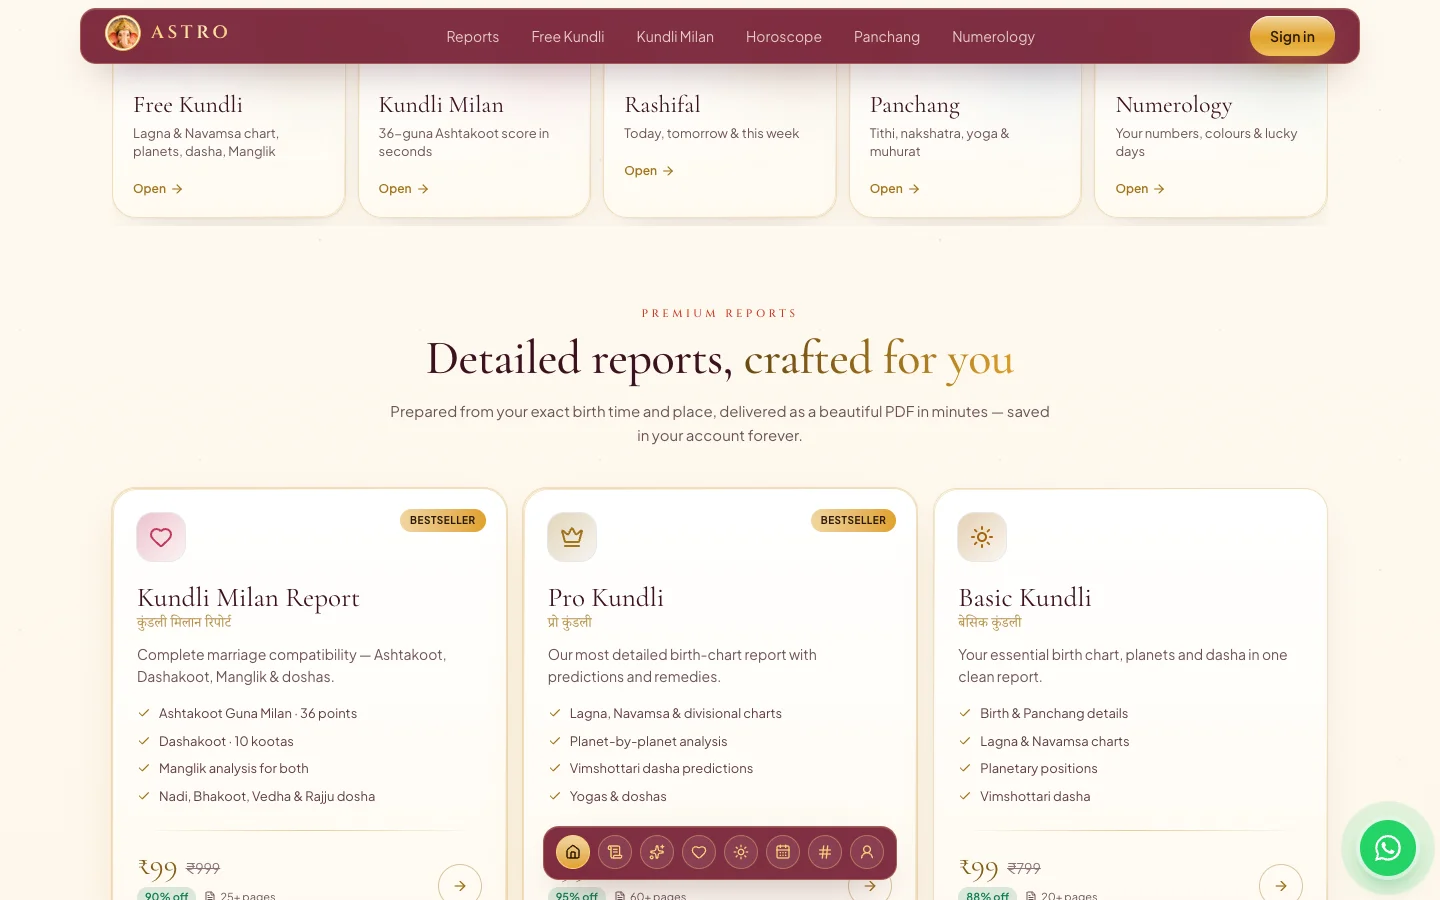 ASTRO
Reports
Free Kundli
Kundli Milan
Horoscope
Panchang
Numerology
Sign in
Free Kundli
Lagna & Navamsa chart,
planets, dasha, Manglik
Open →
Kundli Milan
36-guna Ashtakoot score in
seconds
Open →
Rashifal
Today, tomorrow & this week
Open →
Panchang
Tithi, nakshatra, yoga &
muhurat
Open →
Numerology
Your numbers, colours & lucky
days
Open →
PREMIUM REPORTS
Detailed reports, crafted for you
Prepared from your exact birth time and place, delivered as a beautiful PDF in minutes — saved
in your account forever.
BESTSELLER
Kundli Milan Report
कुंडली मिलान रिपोर्ट
Complete marriage compatibility — Ashtakoot,
Dashakoot, Manglik & doshas.
Ashtakoot Guna Milan · 36 points
Dashakoot · 10 kootas
Manglik analysis for both
Nadi, Bhakoot, Vedha & Rajju dosha
₹99 ₹999
90% off 25+ pages
BESTSELLER
Pro Kundli
प्रो कुंडली
Our most detailed birth-chart report with
predictions and remedies.
Lagna, Navamsa & divisional charts
Planet-by-planet analysis
Vimshottari dasha predictions
Yogas & doshas
95% off 60+ pages
Basic Kundli
बेसिक कुंडली
Your essential birth chart, planets and dasha in one
clean report.
Birth & Panchang details
Lagna & Navamsa charts
Planetary positions
Vimshottari dasha
₹99 ₹799
88% off 20+ pages